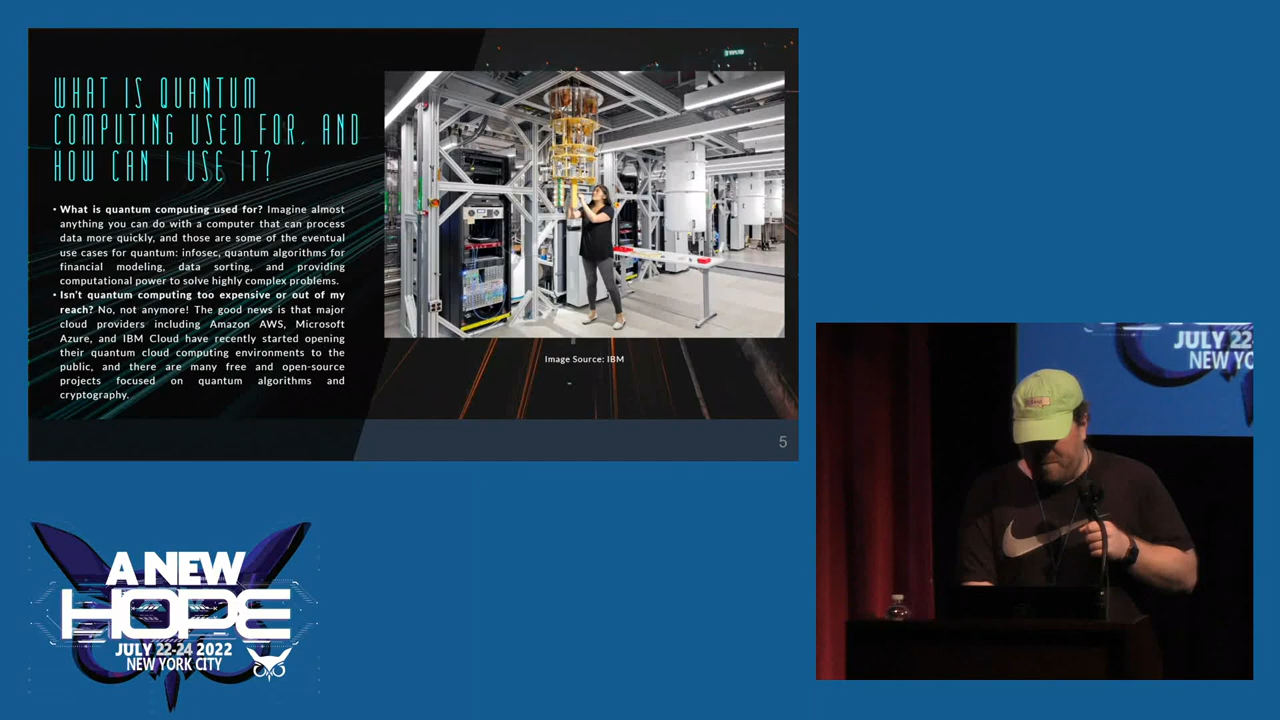 WHAT IS QUANTUM
COMPUTING USED FOR, AND
HOW CAN I USE IT?
• What is quantum computing used for? Imagine almost
anything you can do with a computer that can process
data more quickly, and those are some of the eventual
use cases for quantum: infosec, quantum algorithms for
financial modeling, data sorting, and providing
computational power to solve highly complex problems.
• Isn't quantum computing too expensive or out of my
reach? No, not anymore! The good news is that major
cloud providers including Amazon AWS, Microsoft
Azure, and IBM Cloud have recently started opening
their quantum cloud computing environments to the
public, and there are many free and open-source
projects focused on quantum algorithms and
cryptography.
Image Source: IBM
5
JULY 22-
NEW YO
A NEW
HOPE
JULY 22-24 2022
NEW YORK CITY